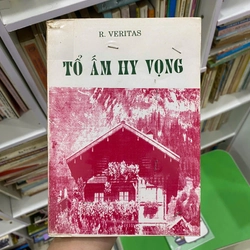 R. VERITAS
TỔ ẤM HY VỌNG